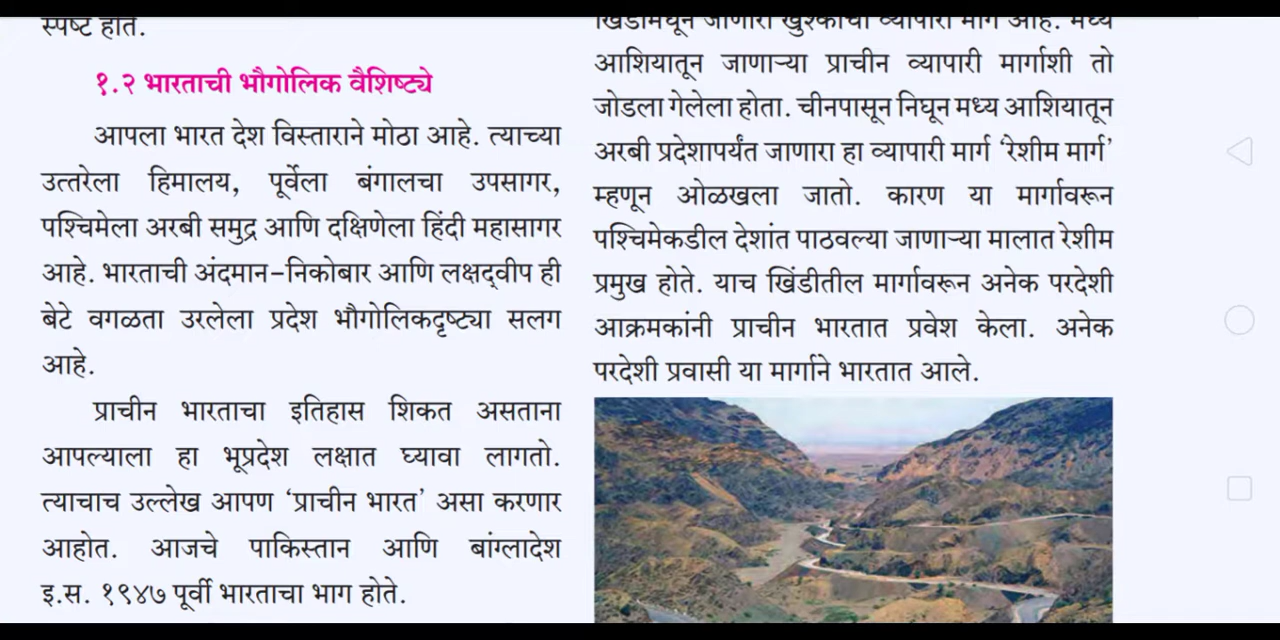 स्पष्ट होते.
१.२ भारताची भौगोलिक वैशिष्ट्ये
आपला भारत देश विस्ताराने मोठा आहे. त्याच्या
उत्तरेला हिमालय, पूर्वेला बंगालचा उपसागर,
पश्चिमेला अरबी समुद्र आणि दक्षिणेला हिंदी महासागर
आहे. भारताची अंदमान-निकोबार आणि लक्षद्‌वीप ही
बेटे वगळता उरलेला प्रदेश भौगोलिकदृष्ट्या सलग
आहे.
प्राचीन भारताचा इतिहास शिकत असताना
आपल्याला हा भूप्रदेश लक्षात घ्यावा लागतो.
त्याचाच उल्लेख आपण ‘प्राचीन भारत’ असा करणार
आहोत. आजचे पाकिस्तान आणि बांग्लादेश
इ.स. १९४७ पूर्वी भारताचा भाग होते.
खिंडीमधून जाणारा खुश्कीचा व्यापारी मार्ग आहे. मध्य
आशियातून जाणाऱ्या प्राचीन व्यापारी मार्गाशी तो
जोडला गेलेला होता. चीनपासून निघून मध्य आशियातून
अरबी प्रदेशापर्यंत जाणारा हा व्यापारी मार्ग ‘रेशीम मार्ग’
म्हणून ओळखला जातो. कारण या मार्गावरून
पश्चिमेकडील देशांत पाठवल्या जाणाऱ्या मालात रेशीम
प्रमुख होते. याच खिंडीतील मार्गावरून अनेक परदेशी
आक्रमकांनी प्राचीन भारतात प्रवेश केला. अनेक
परदेशी प्रवासी या मार्गाने भारतात आले.